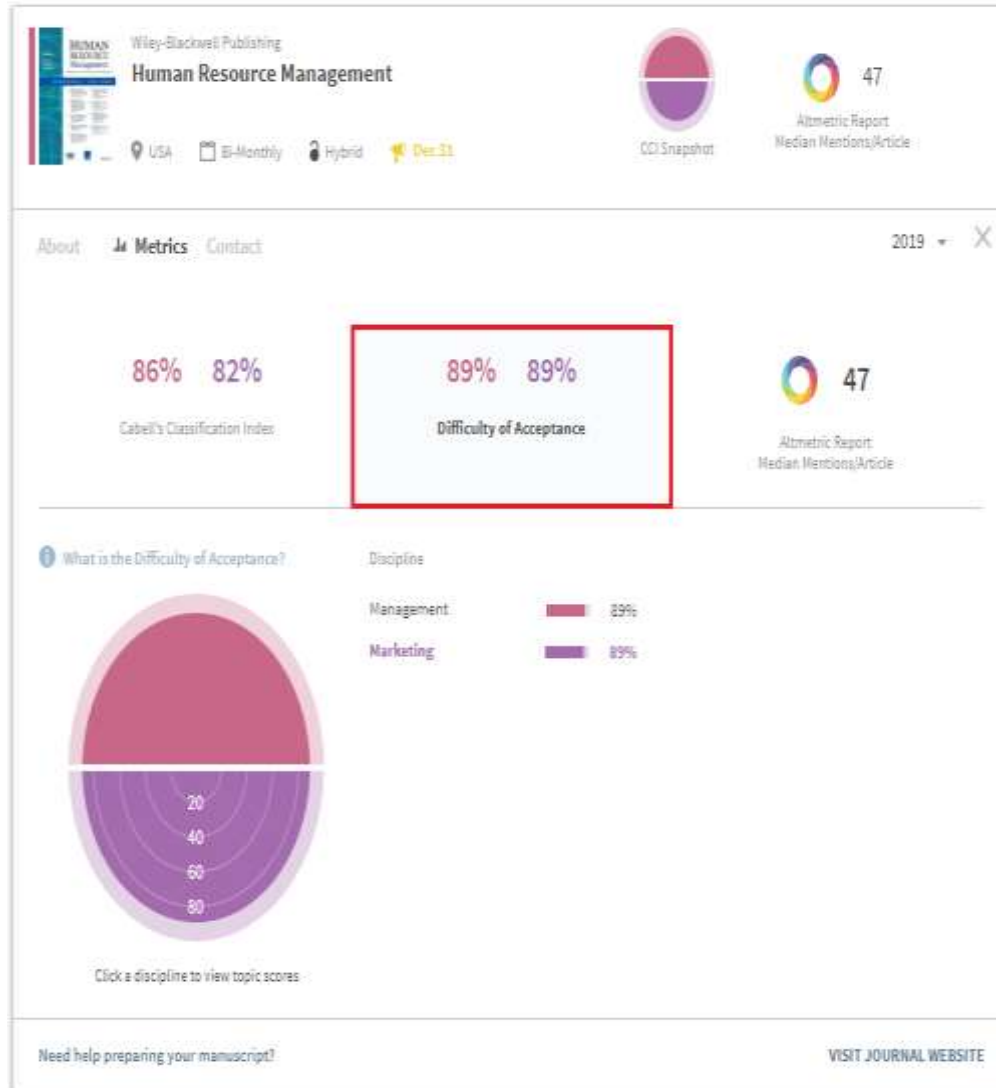 HUMAN
RESOURCE
Management
Wiley-Blackwell Publishing
Human Resource Management
USA Bi-Monthly Hybrid Dec 31
CCI Snapshot
47
Altmetric Report
Median Mentions/Article
About Metrics Contact
2019
86% 82%
Cabell's Classification Index
89% 89%
Difficulty of Acceptance
47
Altmetric Report
Median Mentions/Article
What is the Difficulty of Acceptance?
20
40
60
80
Click a discipline to view topic scores
Discipline
Management 89%
Marketing 89%
Need help preparing your manuscript?
VISIT JOURNAL WEBSITE